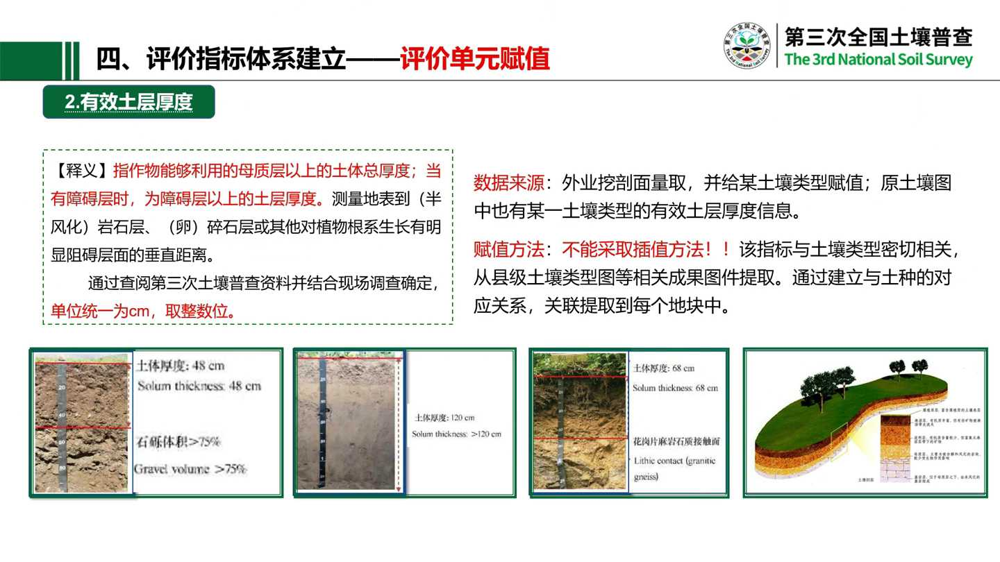 四、评价指标体系建立——评价单元赋值
第三次全国土壤普查
The 3rd National Soil Survey
2.有效土层厚度
【释义】指作物能够利用的母质层以上的土体总厚度；当
有障碍层时，为障碍层以上的土层厚度。测量地表到（半
风化）岩石层、（卵）碎石层或其他对植物根系生长有明
显阻碍层面的垂直距离。
通过查阅第三次土壤普查资料并结合现场调查确定，
单位统一为cm，取整数位。
数据来源：外业挖剖面量取，并给某土壤类型赋值；原土壤图
中也有某一土壤类型的有效土层厚度信息。
赋值方法：不能采取插值方法！！该指标与土壤类型密切相关，
从县级土壤类型图等相关成果图件提取。通过建立与土种的对
应关系，关联提取到每个地块中。
土体厚度: 48 cm
Solum thickness: 48 cm
石砾体积>75%
Gravel volume >75%
土体厚度: 120 cm
Solum thickness: >120 cm
土体厚度: 68 cm
Solum thickness: 68 cm
花岗片麻岩石质接触面
Lithic contact (granitic
gneiss)
土壤剖面